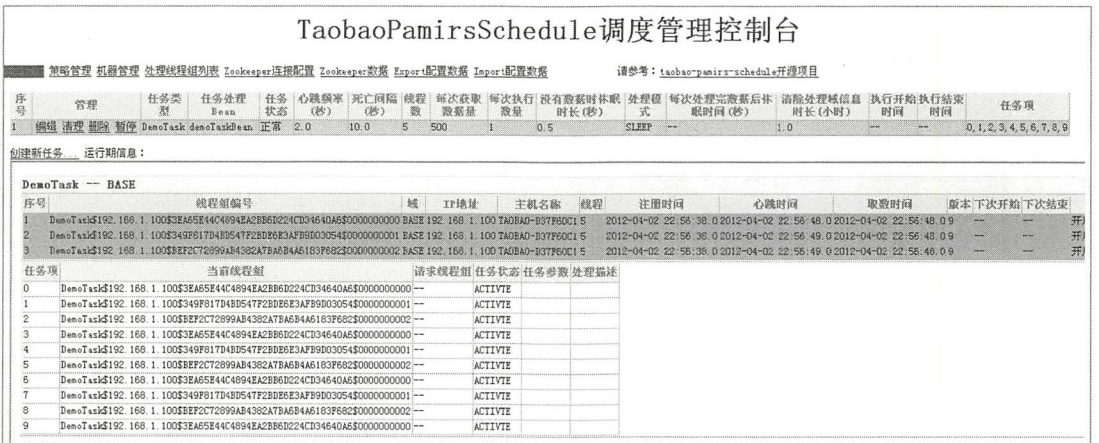 TaobaoPamirsSchedule调度管理控制台
策略管理 机器管理 处理线程组列表 Zookeeper连接配置 Zookeeper数据 Export配置数据 Import配置数据 请参考：taobao-pamirs-schedule开源项目
序号 管理 任务类型 任务处理Bean 任务状态 心跳频率(秒) 死亡间隔(秒) 线程数 每次获取数据量 每次执行数量 没有数据时休眠时长(秒) 处理模式 每次处理完数据后休眠时间(秒) 清除处理域信息时长(小时) 执行开始时间 执行结束时间 任务项
1 编辑 清理 删除 暂停 DemoTask demoTaskBean 正常 2.0 10.0 5 500 1 0.5 SLEEP -- 1.0 -- -- 0,1,2,3,4,5,6,7,8,9
创建新任务... 运行期信息：
DemoTask -- BASE
序号 线程组编号 域 IP地址 主机名称 线程 注册时间 心跳时间 取数时间 版本 下次开始 下次结束
1 DemoTask$192.168.1.100$3EA65E44C4894EA2BB6D224CD34640A6$0000000000 BASE 192.168.1.100 TAOBAO-D37F60C1 5 2012-04-02 22:56:38.0 2012-04-02 22:56:48.0 2012-04-02 22:56:48.0 9 -- -- 开
2 DemoTask$192.168.1.100$349F817D4BD547F2BDE6E3AFB9D03054$0000000001 BASE 192.168.1.100 TAOBAO-D37F60C1 5 2012-04-02 22:56:38.0 2012-04-02 22:56:49.0 2012-04-02 22:56:48.0 9 -- -- 开
3 DemoTask$192.168.1.100$BEF2C72899AB4382A7BA6B4A6183F682$0000000002 BASE 192.168.1.100 TAOBAO-D37F60C1 5 2012-04-02 22:56:38.0 2012-04-02 22:56:49.0 2012-04-02 22:56:48.0 9 -- -- 开
任务项 当前线程组 请求线程组 任务状态 任务参数 处理描述
0 DemoTask$192.168.1.100$3EA65E44C4894EA2BB6D224CD34640A6$0000000000 -- ACTIVTE
1 DemoTask$192.168.1.100$349F817D4BD547F2BDE6E3AFB9D03054$0000000001 -- ACTIVTE
2 DemoTask$192.168.1.100$BEF2C72899AB4382A7BA6B4A6183F682$0000000002 -- ACTIVTE
3 DemoTask$192.168.1.100$3EA65E44C4894EA2BB6D224CD34640A6$0000000000 -- ACTIVTE
4 DemoTask$192.168.1.100$349F817D4BD547F2BDE6E3AFB9D03054$0000000001 -- ACTIVTE
5 DemoTask$192.168.1.100$BEF2C72899AB4382A7BA6B4A6183F682$0000000002 -- ACTIVTE
6 DemoTask$192.168.1.100$3EA65E44C4894EA2BB6D224CD34640A6$0000000000 -- ACTIVTE
7 DemoTask$192.168.1.100$349F817D4BD547F2BDE6E3AFB9D03054$0000000001 -- ACTIVTE
8 DemoTask$192.168.1.100$BEF2C72899AB4382A7BA6B4A6183F682$0000000002 -- ACTIVTE
9 DemoTask$192.168.1.100$3EA65E44C4894EA2BB6D224CD34640A6$0000000000 -- ACTIVTE